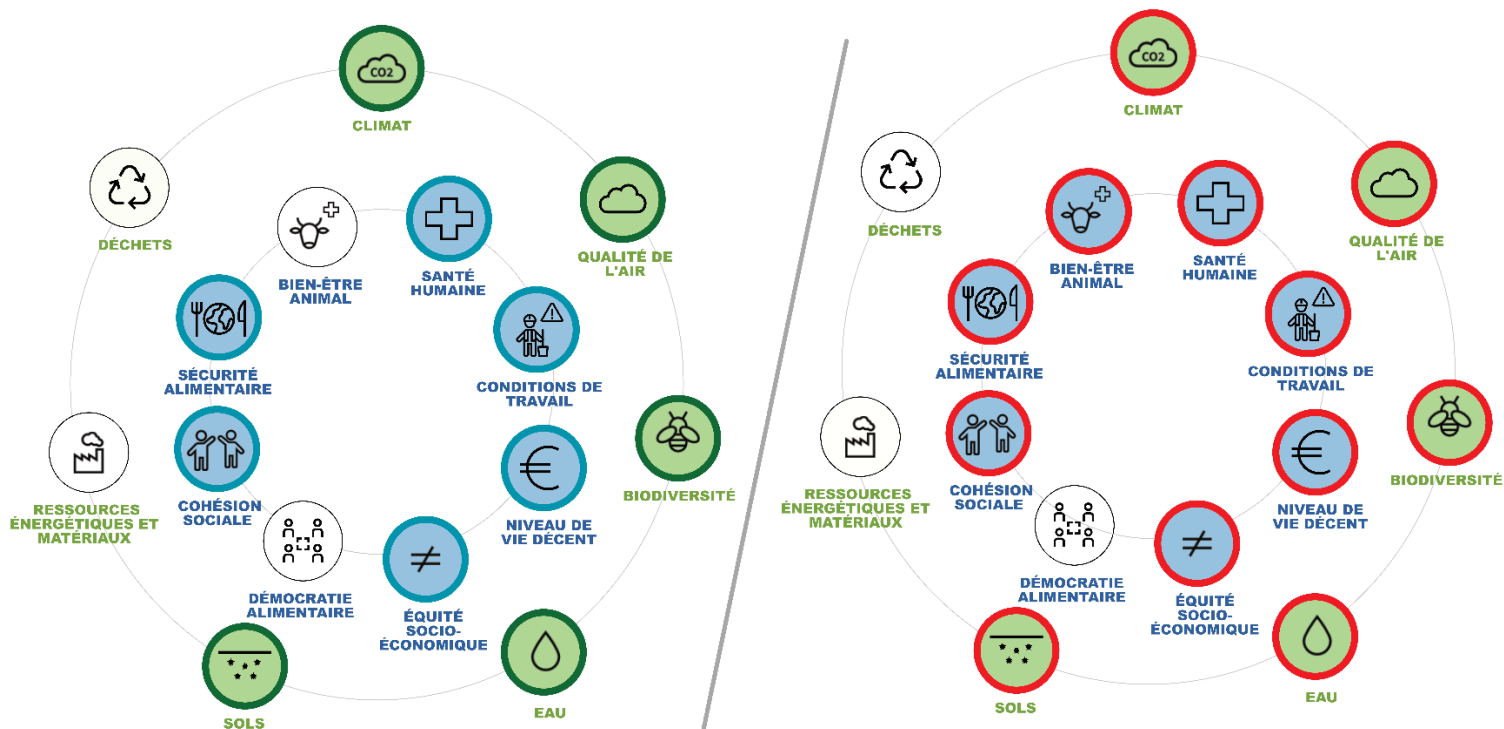 CO2
CLIMAT
DÉCHETS
QUALITÉ DE
L'AIR
BIEN-ÊTRE
ANIMAL
SANTÉ
HUMAINE
SÉCURITÉ
ALIMENTAIRE
CONDITIONS DE
TRAVAIL
BIODIVERSITÉ
RESSOURCES
ÉNERGÉTIQUES ET
MATÉRIAUX
COHÉSION
SOCIALE
NIVEAU DE
VIE DÉCENT
DÉMOCRATIE
ALIMENTAIRE
ÉQUITÉ
SOCIO-
ÉCONOMIQUE
SOLS
EAU
CO2
CLIMAT
DÉCHETS
QUALITÉ DE
L'AIR
BIEN-ÊTRE
ANIMAL
SANTÉ
HUMAINE
SÉCURITÉ
ALIMENTAIRE
CONDITIONS DE
TRAVAIL
BIODIVERSITÉ
RESSOURCES
ÉNERGÉTIQUES ET
MATÉRIAUX
COHÉSION
SOCIALE
NIVEAU DE
VIE DÉCENT
DÉMOCRATIE
ALIMENTAIRE
ÉQUITÉ
SOCIO-
ÉCONOMIQUE
SOLS
EAU